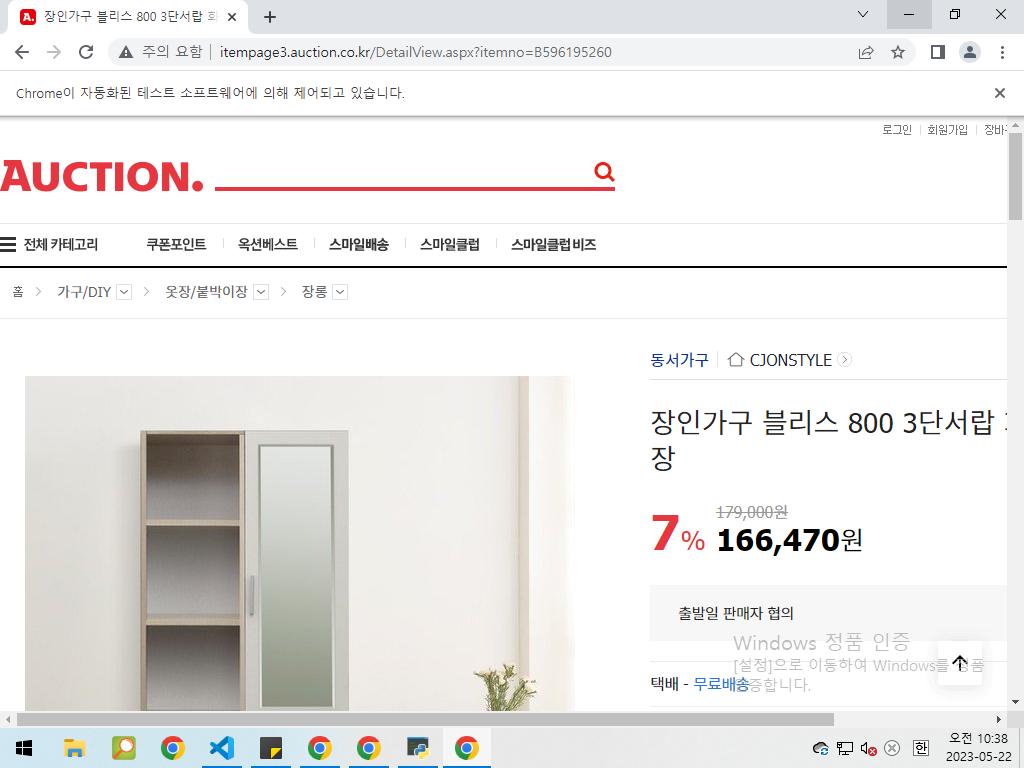 장인가구 블리스 800 3단서랍
주의 요함
itempage3.auction.co.kr/DetailView.aspx?itemno=B596195260
Chrome이 자동화된 테스트 소프트웨어에 의해 제어되고 있습니다.
로그인 회원가입 장바
AUCTION.
전체 카테고리 쿠폰포인트 옥션베스트 스마일배송 스마일클럽 스마일클럽 비즈
홈 가구/DIY 옷장/붙박이장 장롱
동서가구 CJONSTYLE
장인가구 블리스 800 3단서랍
장
179,000원
7% 166,470원
출발일 판매자 협의
Windows 정품 인증
[설정]으로 이동하여 Windows를 정품
택배 - 무료배송
인증합니다.
한
오전 10:38
2023-05-22